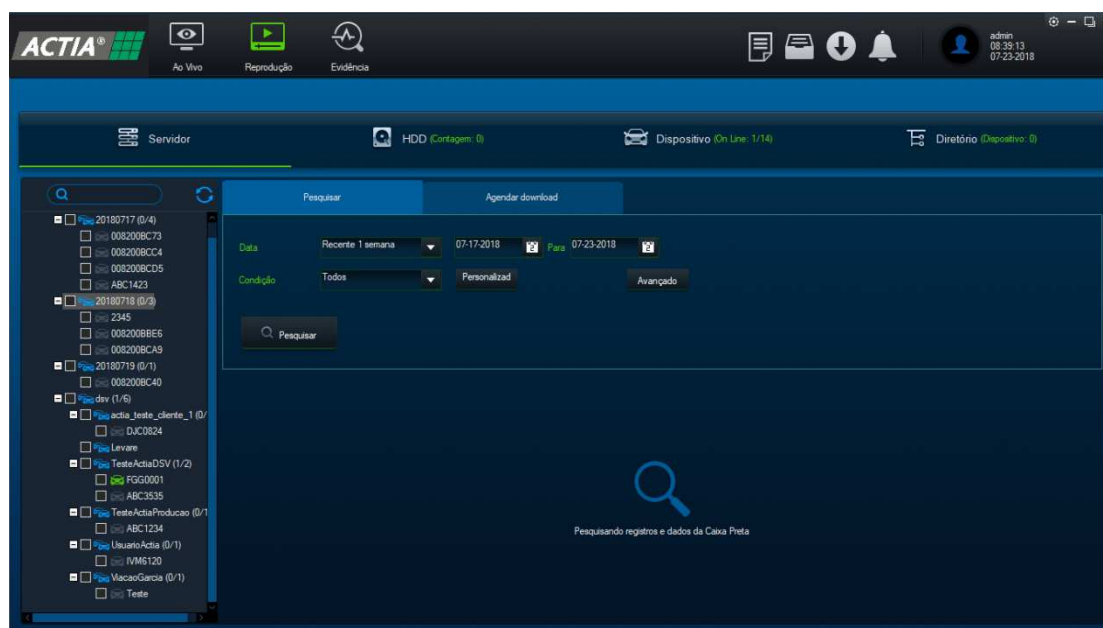 ACTIA®
Ao Vivo
Reprodução
Evidência
admin
08:39:13
07-23-2018
Servidor
HDD (Contagem: 0)
Dispositivo (On Line: 1/14)
Diretório (Dispositivo: 0)
Pesquisar
Agendar download
Data
Recente 1 semana
07-17-2018
Para
07-23-2018
Condição
Todos
Personalizad
Avançado
Pesquisar
20180717 (0/4)
008200BC73
008200BCC4
008200BCD5
ABC1423
20180718 (0/3)
2345
008200BBE6
008200BCA9
20180719 (0/1)
008200BC40
dsv (1/6)
actia_teste_cliente_1 (0/
DJC0824
Levare
TesteActiaDSV (1/2)
FGG0001
ABC3535
TesteActiaProducao (0/1
ABC1234
UsuarioActia (0/1)
IVM6120
ViacaoGarcia (0/1)
Teste
Pesquisando registros e dados da Caixa Preta